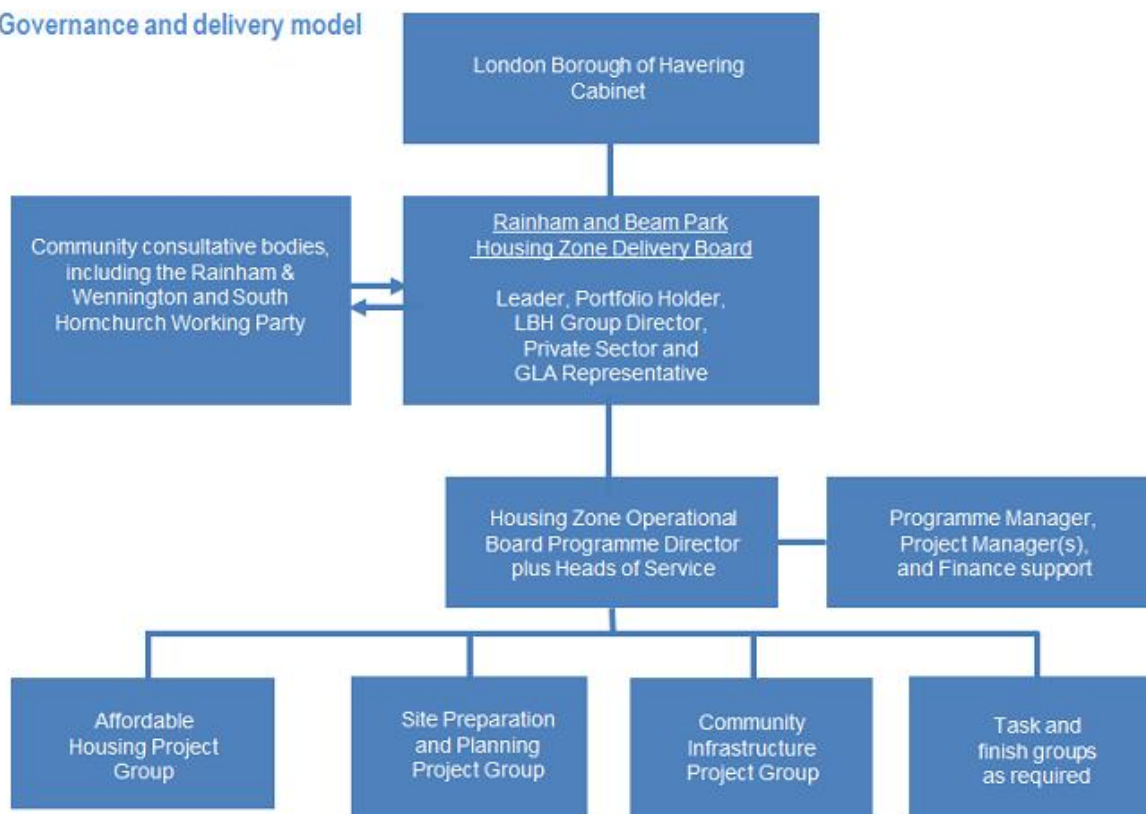 Governance and delivery model
London Borough of Havering
Cabinet
Community consultative bodies,
including the Rainham &
Wennington and South
Hornchurch Working Party
Rainham and Beam Park
Housing Zone Delivery Board
Leader, Portfolio Holder,
LBH Group Director,
Private Sector and
GLA Representative
Housing Zone Operational
Board Programme Director
plus Heads of Service
Programme Manager,
Project Manager(s),
and Finance support
Affordable
Housing Project
Group
Site Preparation
and Planning
Project Group
Community
Infrastructure
Project Group
Task and
finish groups
as required